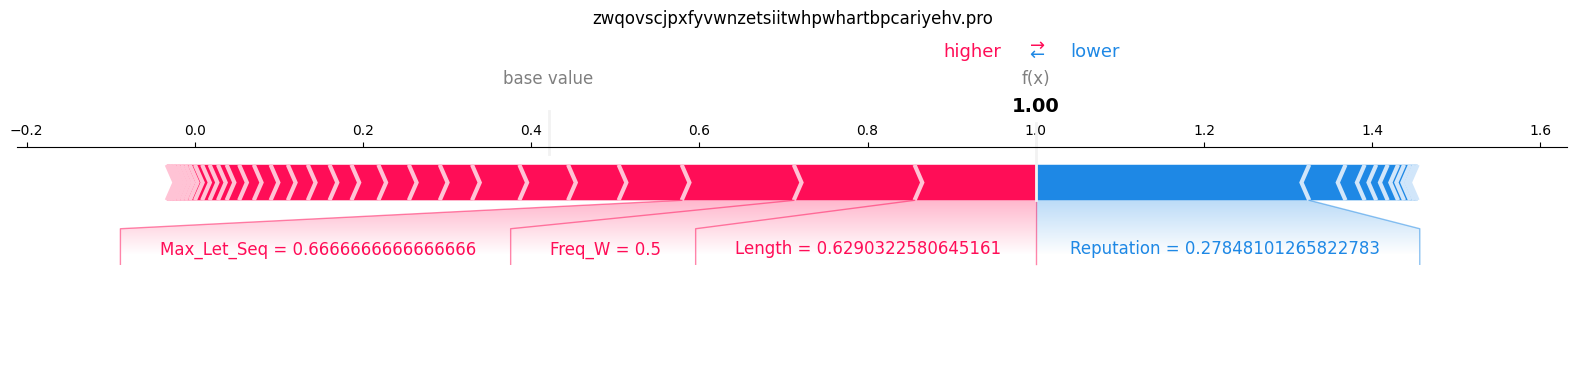 zwqovscjpxfyvwnzetsiitwhpwhartbpcariyehv.pro
higher ⇄ lower
base value f(x)
1.00
−0.2 0.0 0.2 0.4 0.6 0.8 1.0 1.2 1.4 1.6
Max_Let_Seq = 0.6666666666666666 Freq_W = 0.5 Length = 0.6290322580645161 Reputation = 0.27848101265822783